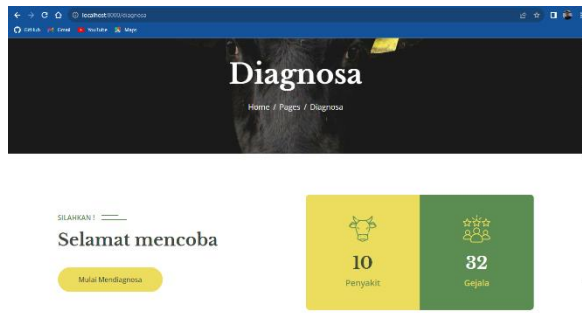 localhost:8080/diagnosa
GitHub Gmail YouTube Maps
Diagnosa
Home / Pages / Diagnosa
SILAHKAN !
Selamat mencoba
Mulai Mendiagnosa
10
Penyakit
32
Gejala